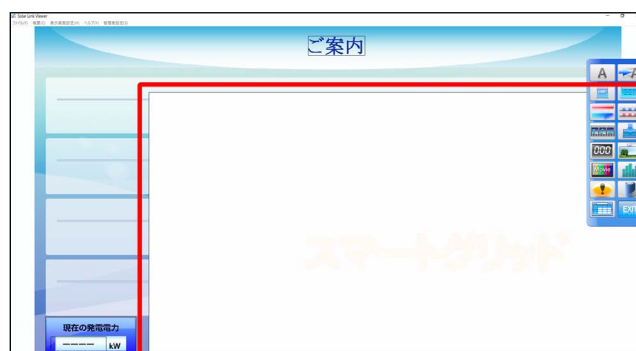 Solar Link Viewer
ご案内
A
A
000
Movie
EXIT
スマートグリッド
現在の発電電力
---- kW